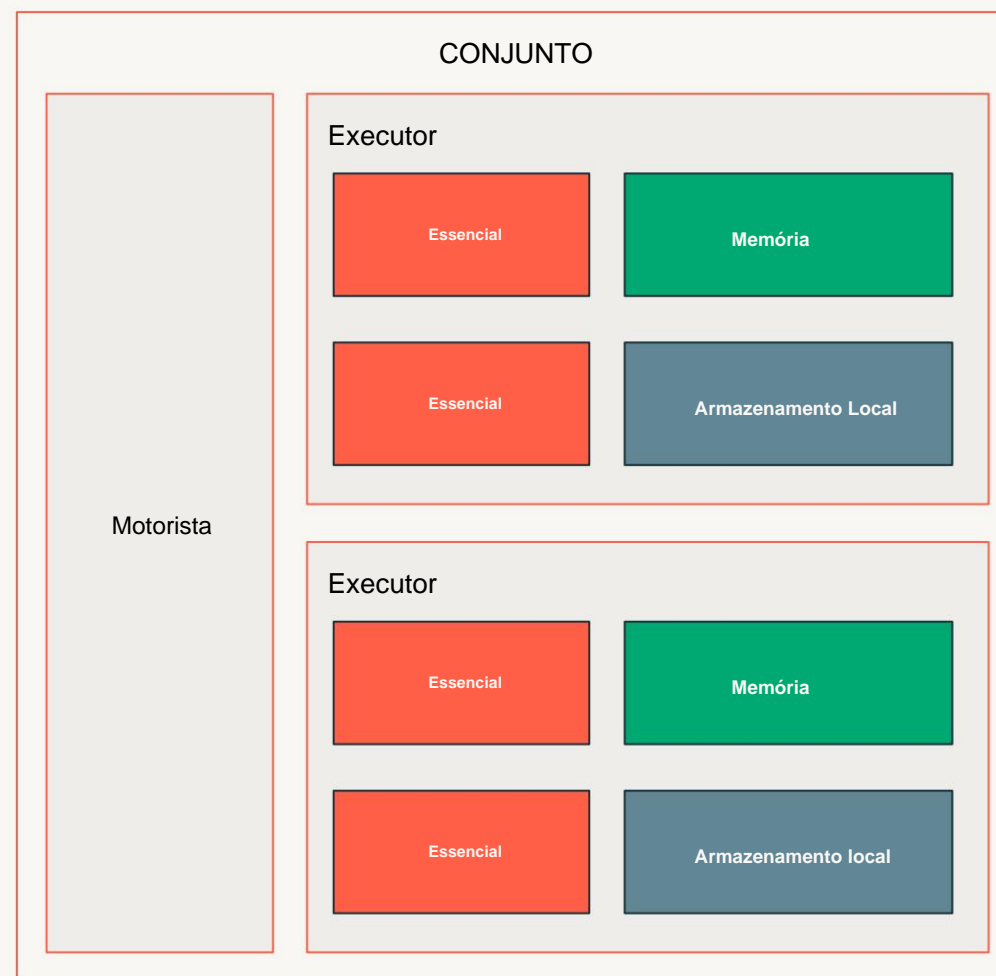 CONJUNTO
Motorista
Executor
Essencial
Memória
Essencial
Armazenamento Local
Executor
Essencial
Memória
Essencial
Armazenamento local